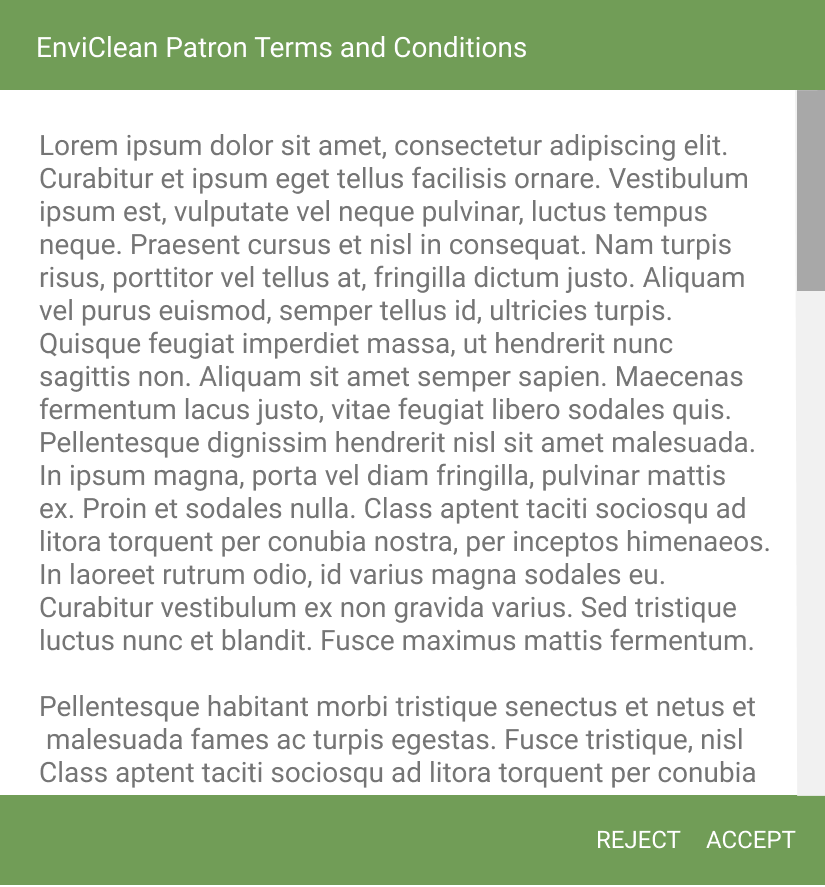 EnviClean Patron Terms and Conditions
Lorem ipsum dolor sit amet, consectetur adipiscing elit.
Curabitur et ipsum eget tellus facilisis ornare. Vestibulum
ipsum est, vulputate vel neque pulvinar, luctus tempus
neque. Praesent cursus et nisl in consequat. Nam turpis
risus, porttitor vel tellus at, fringilla dictum justo. Aliquam
vel purus euismod, semper tellus id, ultricies turpis.
Quisque feugiat imperdiet massa, ut hendrerit nunc
sagittis non. Aliquam sit amet semper sapien. Maecenas
fermentum lacus justo, vitae feugiat libero sodales quis.
Pellentesque dignissim hendrerit nisl sit amet malesuada.
In ipsum magna, porta vel diam fringilla, pulvinar mattis
ex. Proin et sodales nulla. Class aptent taciti sociosqu ad
litora torquent per conubia nostra, per inceptos himenaeos.
In laoreet rutrum odio, id varius magna sodales eu.
Curabitur vestibulum ex non gravida varius. Sed tristique
luctus nunc et blandit. Fusce maximus mattis fermentum.
Pellentesque habitant morbi tristique senectus et netus et
malesuada fames ac turpis egestas. Fusce tristique, nisl
Class aptent taciti sociosqu ad litora torquent per conubia
REJECT ACCEPT